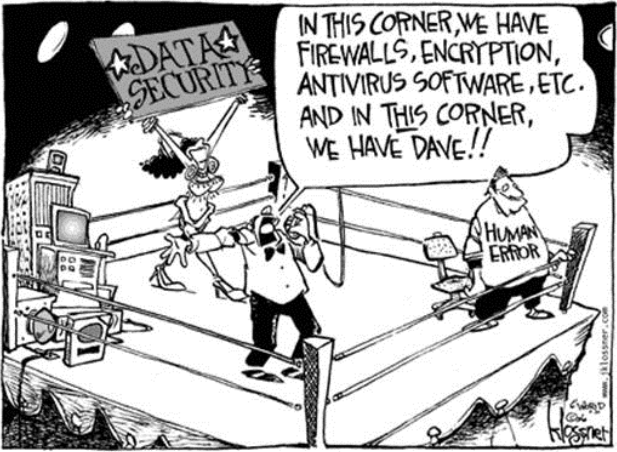 DATA
SECURITY
IN THIS CORNER, WE HAVE
FIREWALLS, ENCRYPTION,
ANTIVIRUS SOFTWARE, ETC.
AND IN THIS CORNER,
WE HAVE DAVE!!
HUMAN
ERROR
www.jklossner.com
klossner